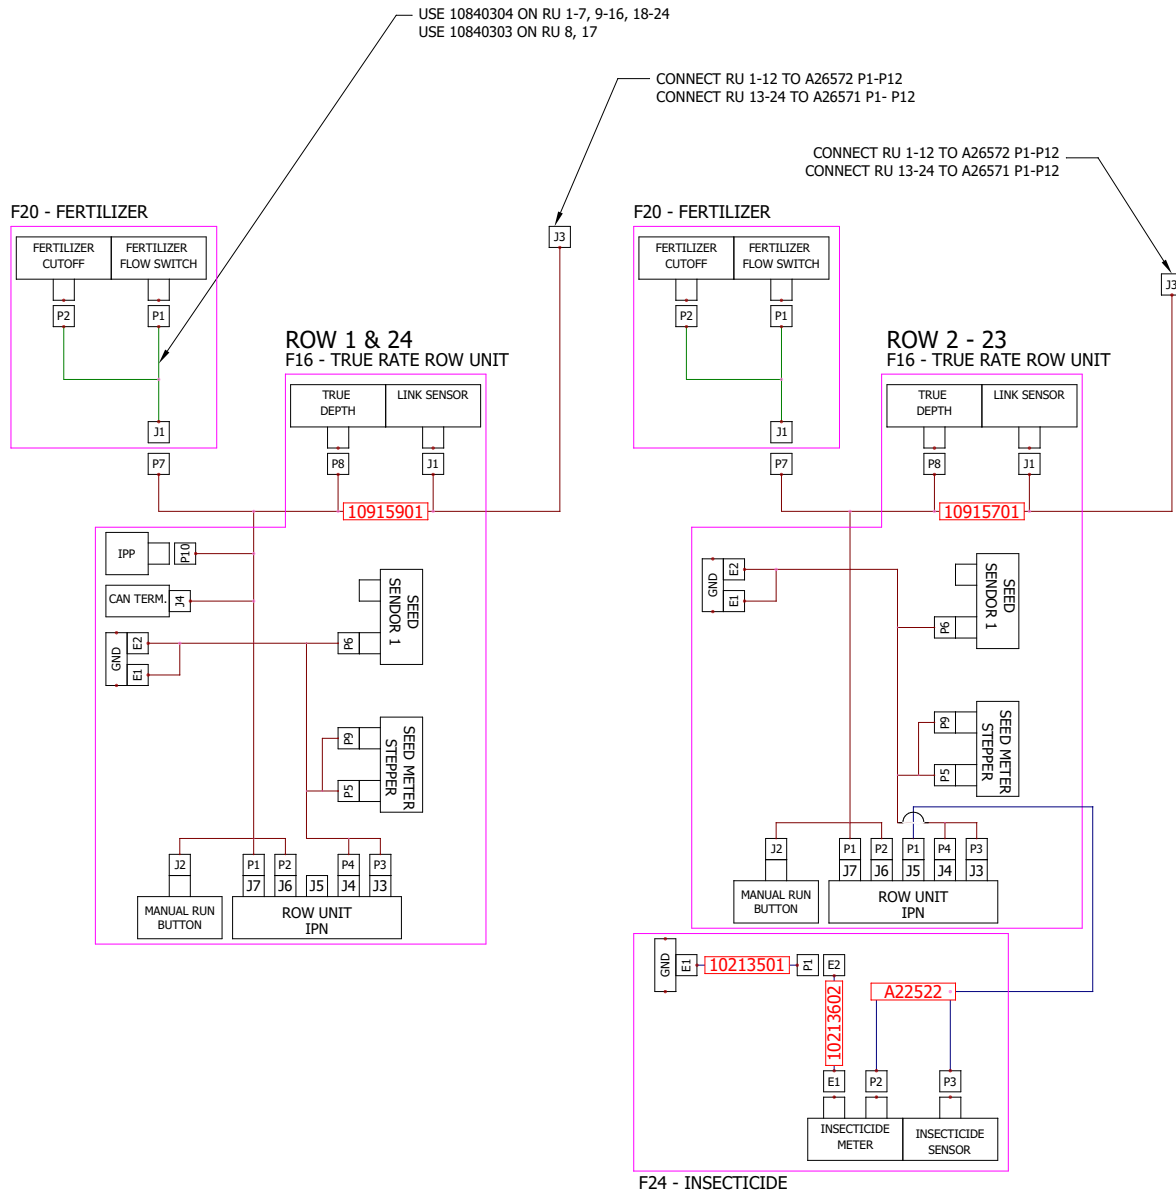 USE 10840304 ON RU 1-7, 9-16, 18-24
USE 10840303 ON RU 8, 17
CONNECT RU 1-12 TO A26572 P1-P12
CONNECT RU 13-24 TO A26571 P1- P12
CONNECT RU 1-12 TO A26572 P1-P12
CONNECT RU 13-24 TO A26571 P1-P12
F20 - FERTILIZER
FERTILIZER
CUTOFF
FERTILIZER
FLOW SWITCH
P2
P1
J1
P7
J3
ROW 1 & 24
F16 - TRUE RATE ROW UNIT
TRUE
DEPTH
LINK SENSOR
P8
J1
10915901
IPP
P10
CAN TERM.
J4
GND
E2
E1
P6
SEED
SENDOR 1
P9
P5
SEED METER
STEPPER
J2
P1
P2
P4
P3
J7
J6
J5
J4
J3
MANUAL RUN
BUTTON
ROW UNIT
IPN
F20 - FERTILIZER
FERTILIZER
CUTOFF
FERTILIZER
FLOW SWITCH
P2
P1
J1
P7
J3
ROW 2 - 23
F16 - TRUE RATE ROW UNIT
TRUE
DEPTH
LINK SENSOR
P8
J1
10915701
GND
E2
E1
P6
SEED
SENDOR 1
P9
P5
SEED METER
STEPPER
J2
P1
P2
P1
P4
P3
J7
J6
J5
J4
J3
MANUAL RUN
BUTTON
ROW UNIT
IPN
GND
E1
10213501
P1
E2
10213602
A22522
E1
P2
P3
INSECTICIDE
METER
INSECTICIDE
SENSOR
F24 - INSECTICIDE